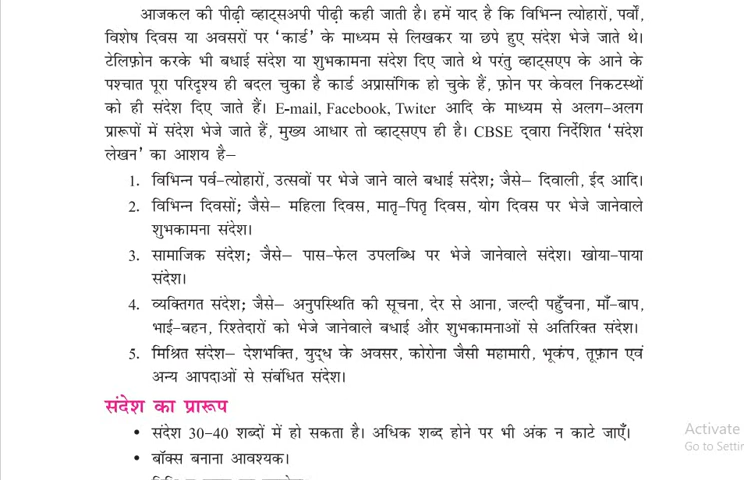 आजकल की पीढ़ी व्हाट्सअपी पीढ़ी कही जाती है। हमें याद है कि विभिन्न त्योहारों, पर्वों,
विशेष दिवस या अवसरों पर ‘कार्ड’ के माध्यम से लिखकर या छपे हुए संदेश भेजे जाते थे।
टेलिफ़ोन करके भी बधाई संदेश या शुभकामना संदेश दिए जाते थे परंतु व्हाट्सएप के आने के
पश्चात पूरा परिदृश्य ही बदल चुका है कार्ड अप्रासंगिक हो चुके हैं, फ़ोन पर केवल निकटस्थों
को ही संदेश दिए जाते हैं। E-mail, Facebook, Twiter आदि के माध्यम से अलग-अलग
प्रारूपों में संदेश भेजे जाते हैं, मुख्य आधार तो व्हाट्सएप ही है। CBSE द्वारा निर्देशित ‘संदेश
लेखन’ का आशय है–
1. विभिन्न पर्व-त्योहारों, उत्सवों पर भेजे जाने वाले बधाई संदेश; जैसे– दिवाली, ईद आदि।
2. विभिन्न दिवसों; जैसे– महिला दिवस, मातृ-पितृ दिवस, योग दिवस पर भेजे जानेवाले
शुभकामना संदेश।
3. सामाजिक संदेश; जैसे– पास-फेल उपलब्धि पर भेजे जानेवाले संदेश। खोया-पाया
संदेश।
4. व्यक्तिगत संदेश; जैसे– अनुपस्थिति की सूचना, देर से आना, जल्दी पहुँचना, माँ-बाप,
भाई-बहन, रिश्तेदारों को भेजे जानेवाले बधाई और शुभकामनाओं से अतिरिक्त संदेश।
5. मिश्रित संदेश– देशभक्ति, युद्ध के अवसर, कोरोना जैसी महामारी, भूकंप, तूफ़ान एवं
अन्य आपदाओं से संबंधित संदेश।
संदेश का प्रारूप
• संदेश 30-40 शब्दों में हो सकता है। अधिक शब्द होने पर भी अंक न काटे जाएँ।
• बॉक्स बनाना आवश्यक।
Activate
Go to Settin